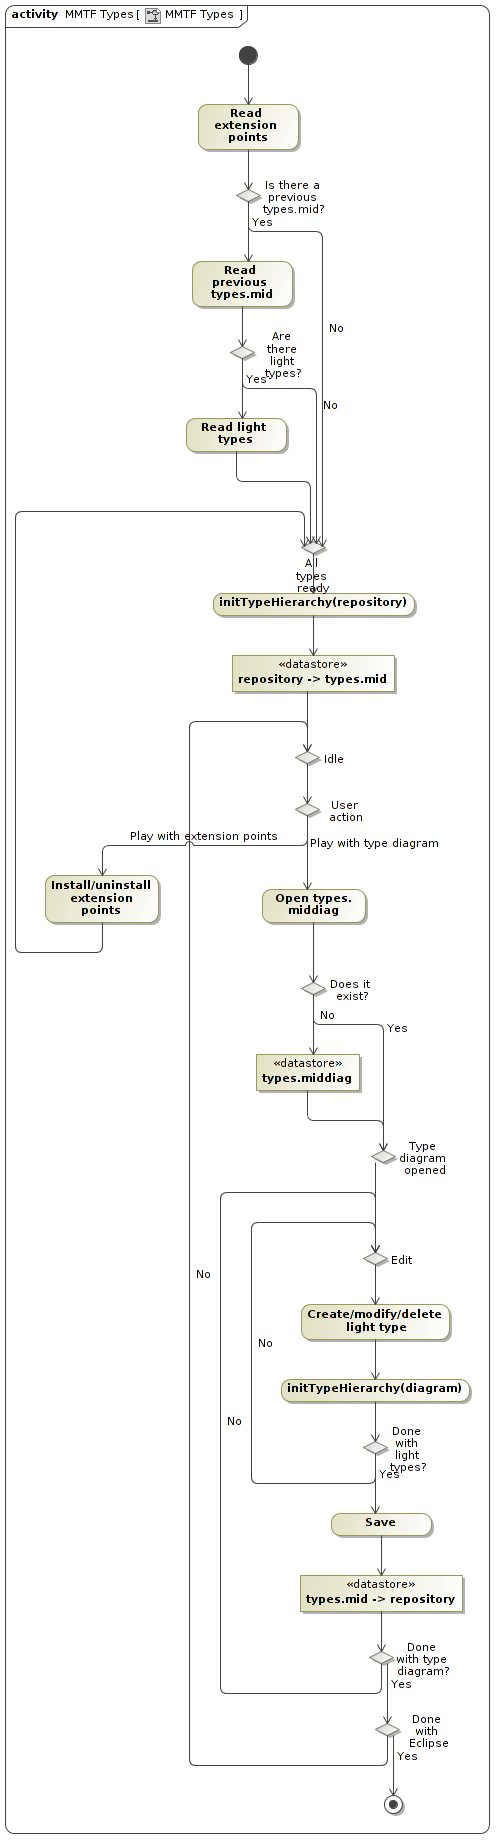 activity MMTF Types [ MMTF Types ]
Read
extension
points
Is there a
previous
types.mid?
Yes
Read
previous
types.mid
No
Are
there
light
types?
Yes
No
Read light
types
All
types
ready
initTypeHierarchy(repository)
«datastore»
repository -> types.mid
Idle
User
action
Play with extension points
Play with type diagram
Install/uninstall
extension
points
Open types.
middiag
Does it
exist?
No
Yes
«datastore»
types.middiag
Type
diagram
opened
Edit
No
Create/modify/delete
light type
No
initTypeHierarchy(diagram)
No
Done
with
light
types?
Yes
Save
«datastore»
types.mid -> repository
Done
with type
diagram?
Yes
Done
with
Eclipse
Yes